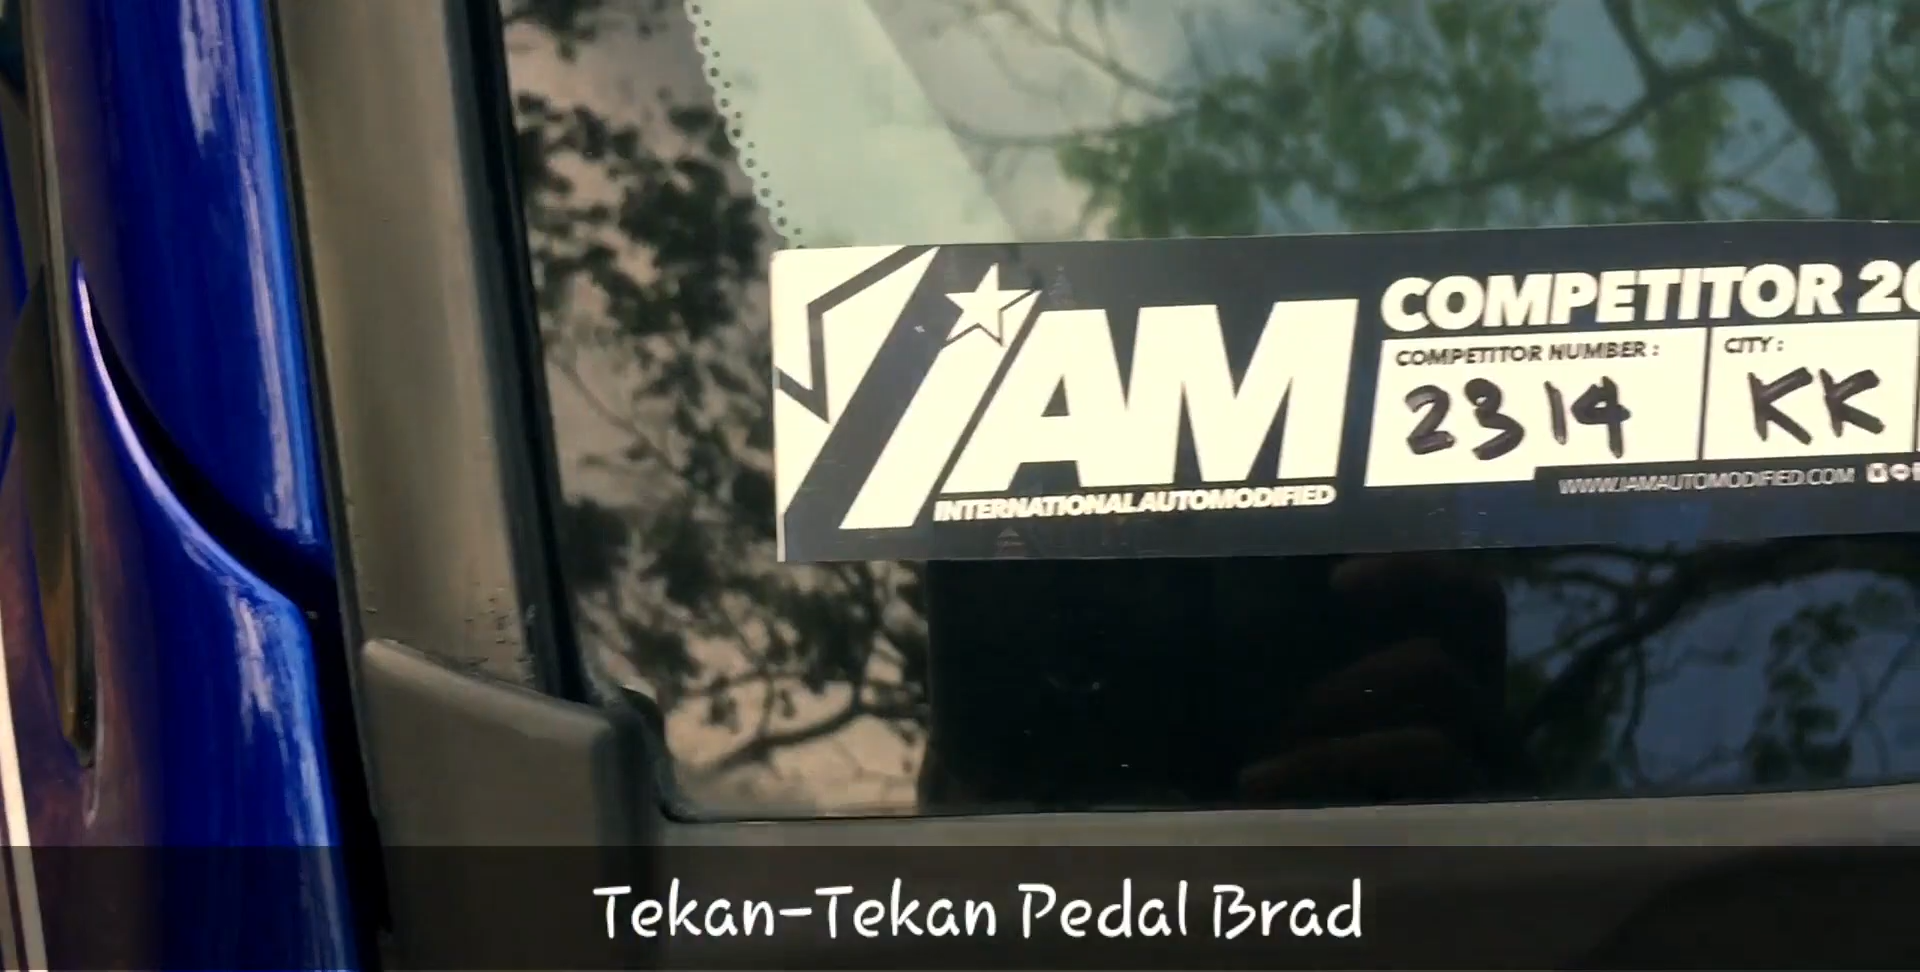 iAM
INTERNATIONAL AUTOMODIFIED
COMPETITOR 20
COMPETITOR NUMBER :
2314
CITY :
KK
WWW.IAMAUTOMODIFIED.COM
Tekan-Tekan Pedal Brad